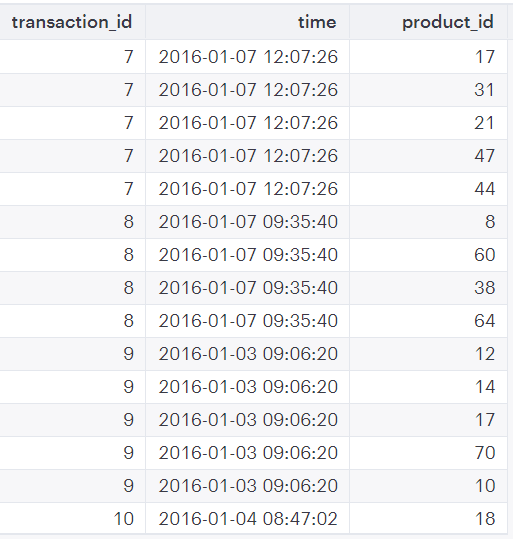 transaction_id time product_id
7 2016-01-07 12:07:26 17
7 2016-01-07 12:07:26 31
7 2016-01-07 12:07:26 21
7 2016-01-07 12:07:26 47
7 2016-01-07 12:07:26 44
8 2016-01-07 09:35:40 8
8 2016-01-07 09:35:40 60
8 2016-01-07 09:35:40 38
8 2016-01-07 09:35:40 64
9 2016-01-03 09:06:20 12
9 2016-01-03 09:06:20 14
9 2016-01-03 09:06:20 17
9 2016-01-03 09:06:20 70
9 2016-01-03 09:06:20 10
10 2016-01-04 08:47:02 18